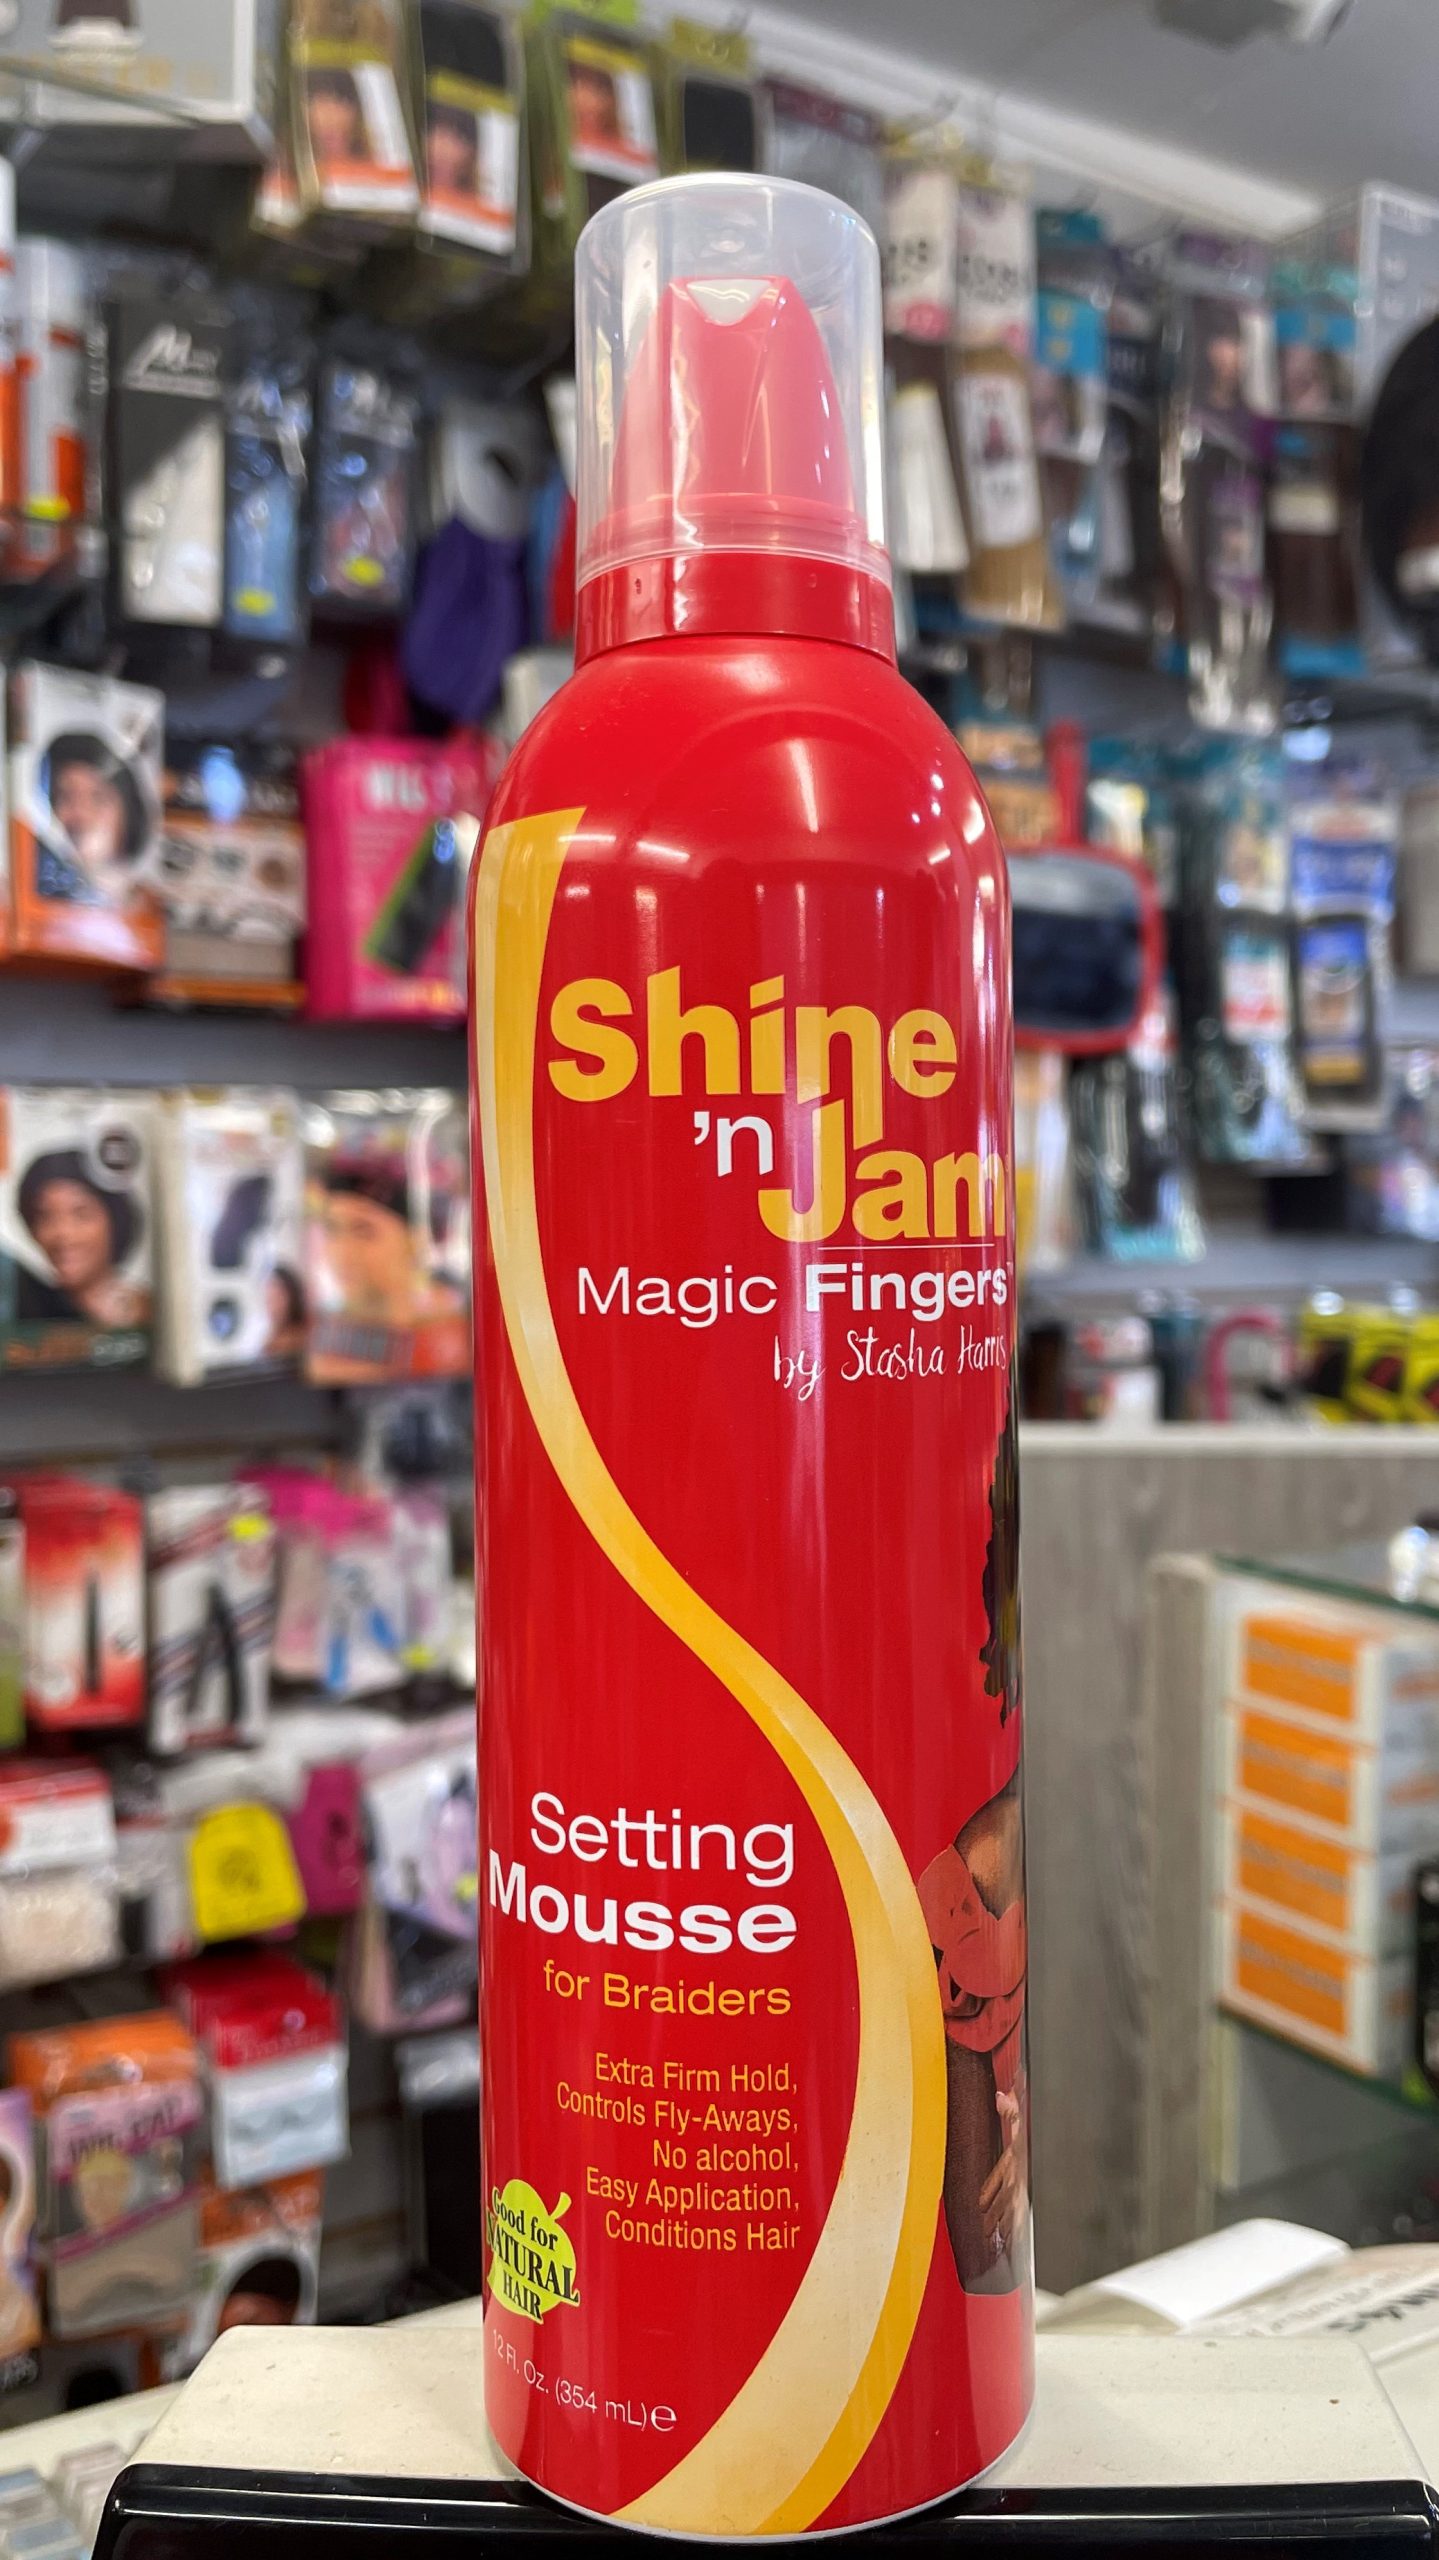 Shine
'n Jam
Magic Fingers™
by Stasha Harris
Setting
Mousse
for Braiders
Extra Firm Hold,
Controls Fly-Aways,
No alcohol,
Easy Application,
Conditions Hair
Good for
NATURAL
HAIR
12 Fl. Oz. (354 mL) ℮